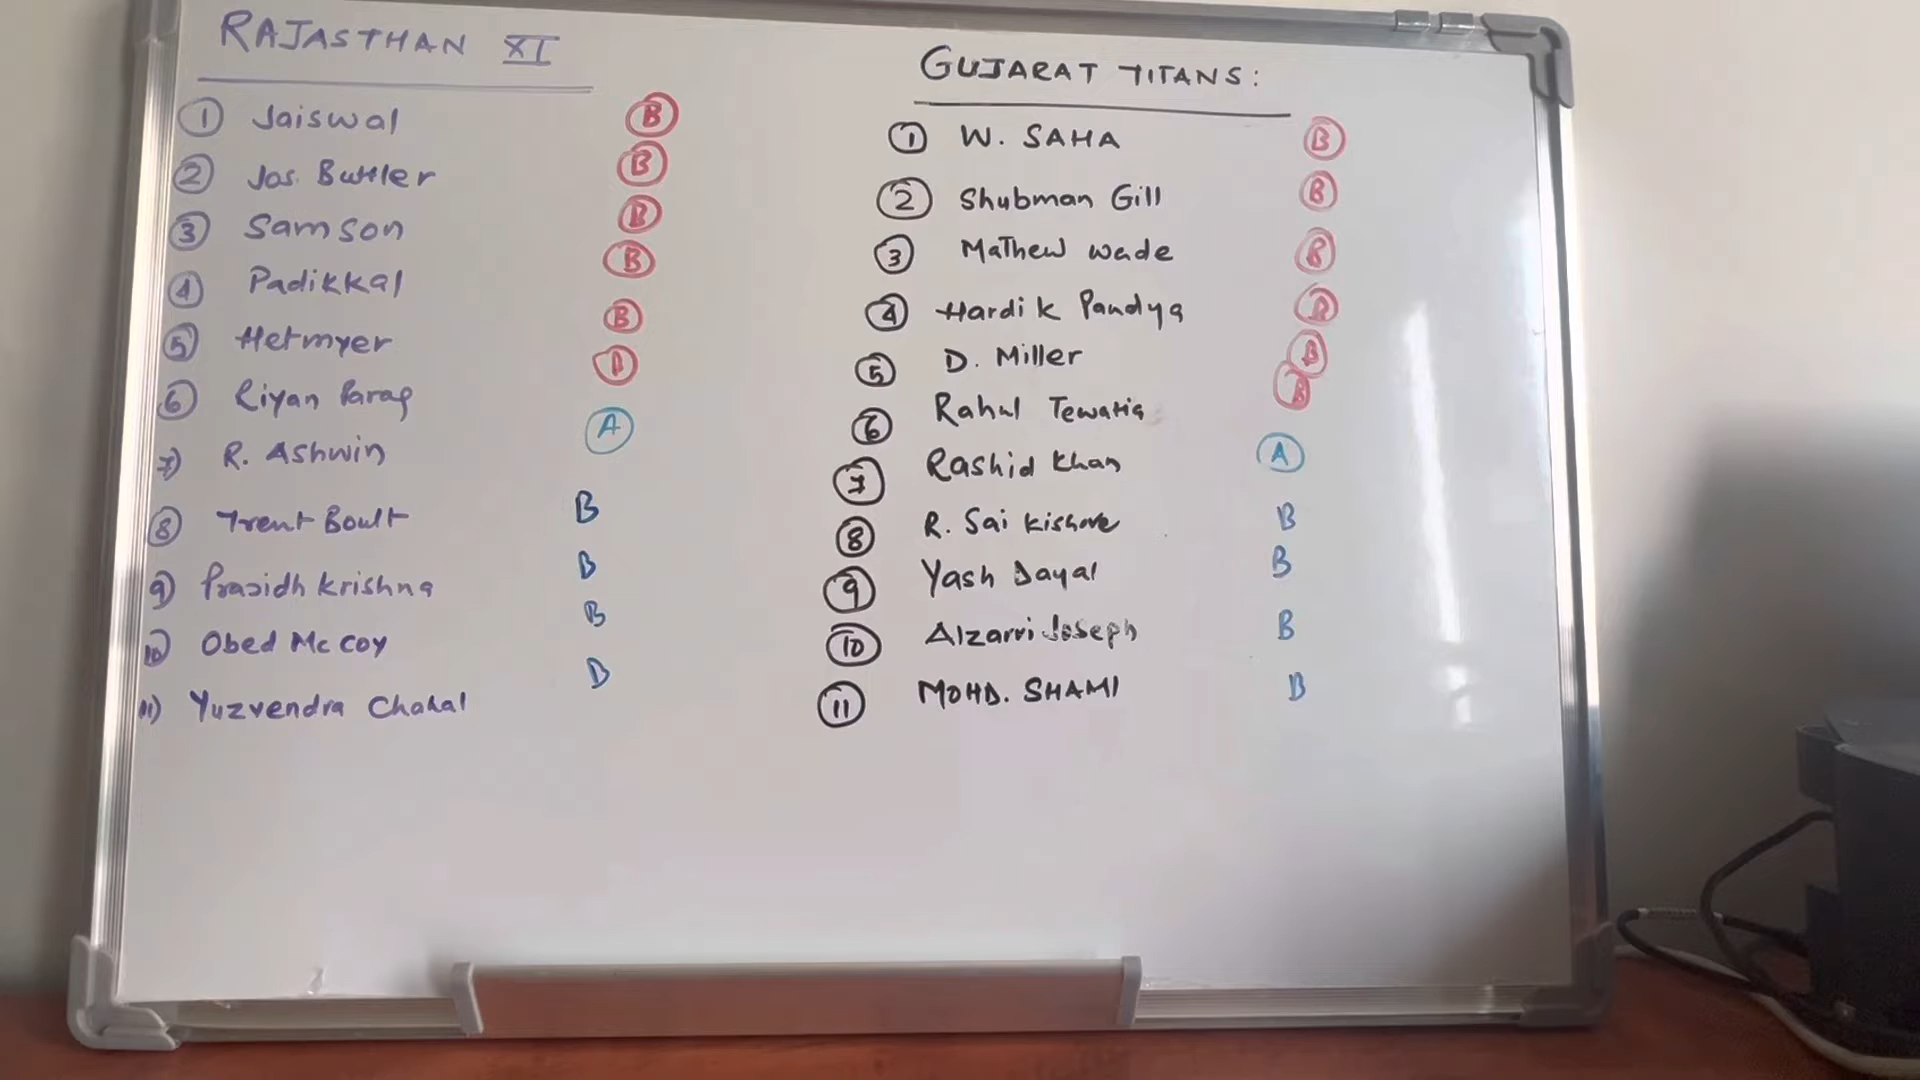 RAJASTHAN XI
① Jaiswal B
② Jos. Buttler B
③ Samson B
④ Padikkal B
⑤ Hetmyer B
⑥ Riyan Parag B
7) R. Ashwin A
⑧ Trent Boult B
9) Prasidh Krishna B
10) Obed Mc coy B
11) Yuzvendra Chahal B
GUJARAT TITANS:
① W. SAHA B
② Shubman Gill B
③ Mathew wade B
④ Hardik Pandya B
⑤ D. Miller B
⑥ Rahul Tewatia B
⑦ Rashid Khan A
⑧ R. Sai Kishore B
⑨ Yash Dayal B
⑩ Alzarri Joseph B
⑪ MOHD. SHAMI B